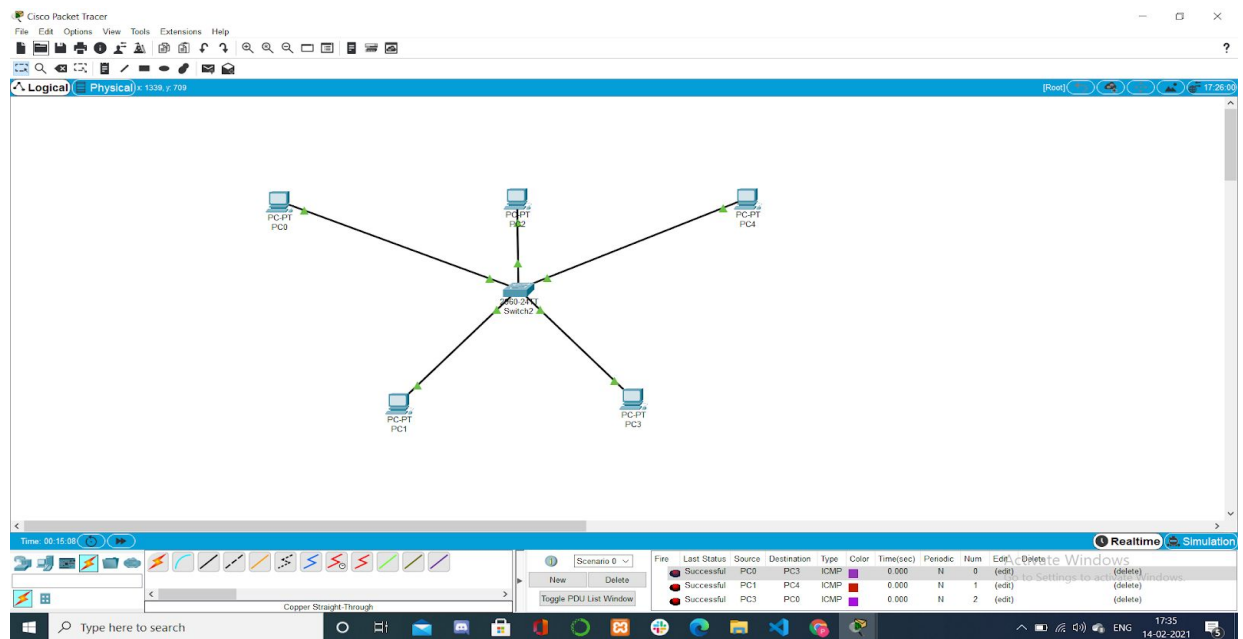 Cisco Packet Tracer
File Edit Options View Tools Extensions Help
?
Logical Physical x: 1339, y: 709 [Root] 17:26:00
PC-PT
PC0
PC-PT
PC2
PC-PT
PC4
2960-24TT
Switch2
PC-PT
PC1
PC-PT
PC3
Time: 00:15:08 Realtime Simulation
Scenario 0
New Delete
Toggle PDU List Window
Copper Straight-Through
Fire Last Status Source Destination Type Color Time(sec) Periodic Num Edit Delete
Successful PC0 PC3 ICMP 0.000 N 0 (edit) (delete)
Successful PC1 PC4 ICMP 0.000 N 1 (edit) (delete)
Successful PC3 PC0 ICMP 0.000 N 2 (edit) (delete)
Activate Windows
Go to Settings to activate Windows.
Type here to search
ENG
17:35
14-02-2021
5